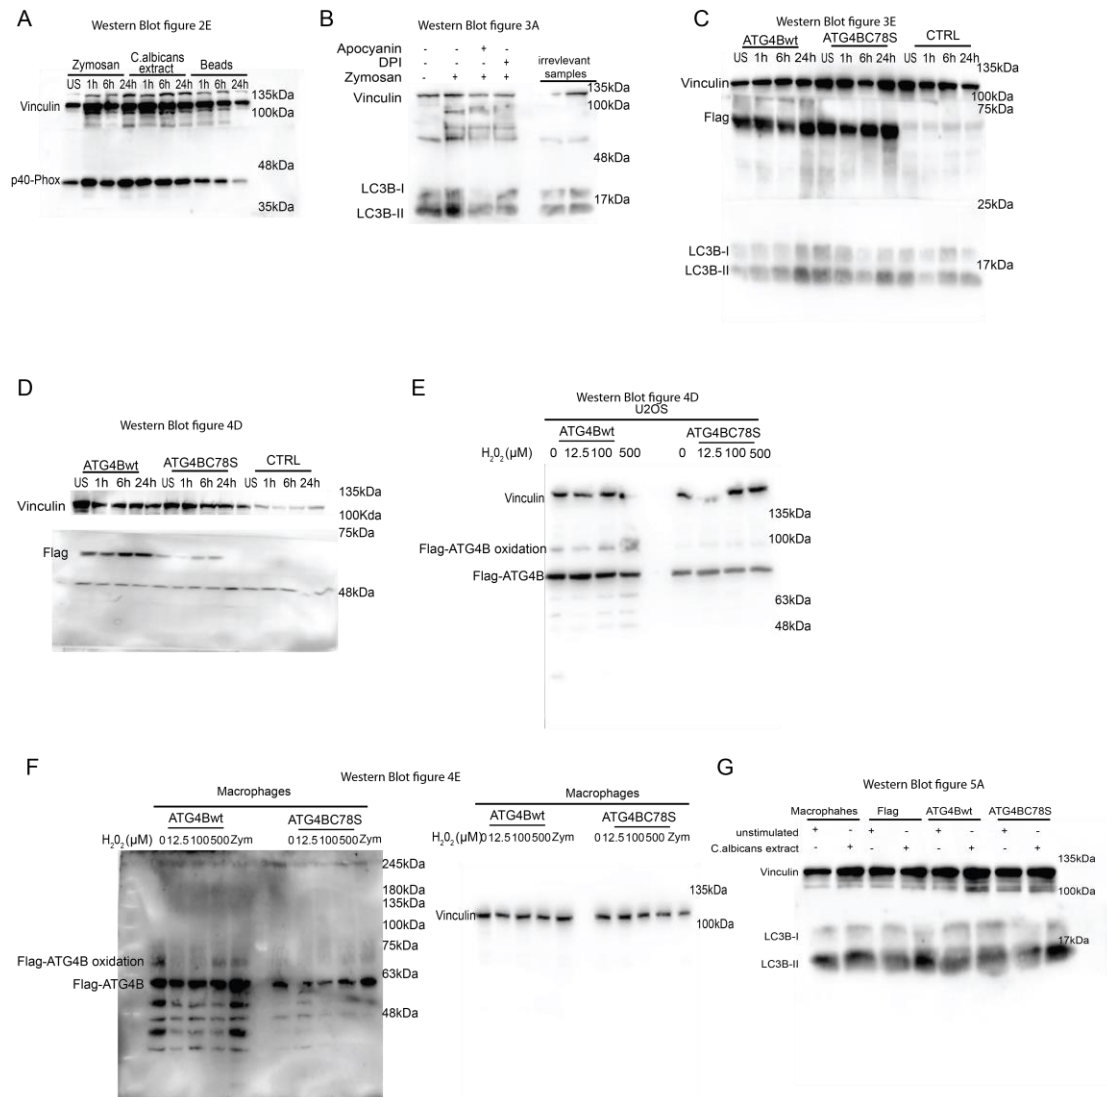 A
Western Blot figure 2E
Zymosan C.albicans extract Beads
US 1h 6h 24h 1h 6h 24h 1h 6h 24h
Vinculin
135kDa
100kDa
48kDa
p40-Phox
35kDa
B
Western Blot figure 3A
Apocyanin - - + -
DPI - - - +
Zymosan - + + +
irrelevant
samples
Vinculin
135kDa
100kDa
48kDa
LC3B-I
17kDa
LC3B-II
C
Western Blot figure 3E
ATG4Bwt ATG4BC78S CTRL
US 1h 6h 24h US 1h 6h 24h US 1h 6h 24h
135kDa
Vinculin
100kDa
75kDa
Flag
25kDa
LC3B-I
17kDa
LC3B-II
D
Western Blot figure 4D
ATG4Bwt ATG4BC78S CTRL
US 1h 6h 24h US 1h 6h 24h US 1h 6h 24h
135kDa
Vinculin
100Kda
75kDa
Flag
48kDa
E
Western Blot figure 4D
U2OS
ATG4Bwt ATG4BC78S
H2O2 (μM) 0 12.5 100 500 0 12.5 100 500
Vinculin
135kDa
100kDa
Flag-ATG4B oxidation
Flag-ATG4B
63kDa
48kDa
F
Western Blot figure 4E
Macrophages
ATG4Bwt ATG4BC78S
H2O2 (μM) 0 12.5 100 500 Zym 0 12.5 100 500 Zym
245kDa
180kDa
135kDa
100kDa
75kDa
Flag-ATG4B oxidation
63kDa
Flag-ATG4B
48kDa
Macrophages
ATG4Bwt ATG4BC78S
H2O2 (μM) 0 12.5 100 500 Zym 0 12.5 100 500 Zym
135kDa
Vinculin
100kDa
G
Western Blot figure 5A
Macrophahes Flag ATG4Bwt ATG4BC78S
unstimulated + - + - + - + -
C.albicans extract - + - + - + - +
135kDa
Vinculin
100kDa
LC3B-I
17kDa
LC3B-II